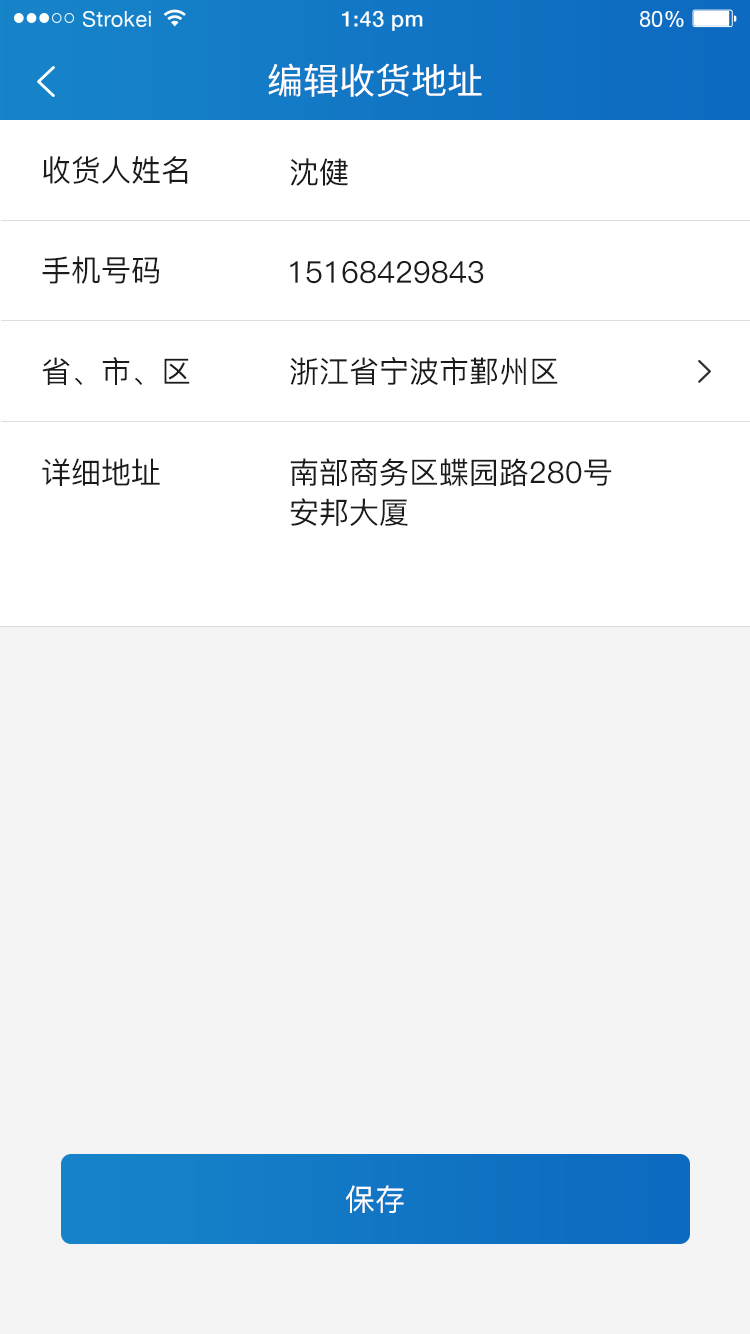 Strokei 1:43 pm 80%
编辑收货地址
收货人姓名 沈健
手机号码 15168429843
省、市、区 浙江省宁波市鄞州区
详细地址 南部商务区蝶园路280号
安邦大厦
保存